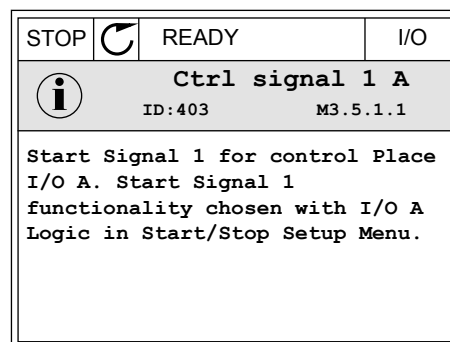 STOP READY I/O
Ctrl signal 1 A
ID:403 M3.5.1.1
Start Signal 1 for control Place
I/O A. Start Signal 1
functionality chosen with I/O A
Logic in Start/Stop Setup Menu.